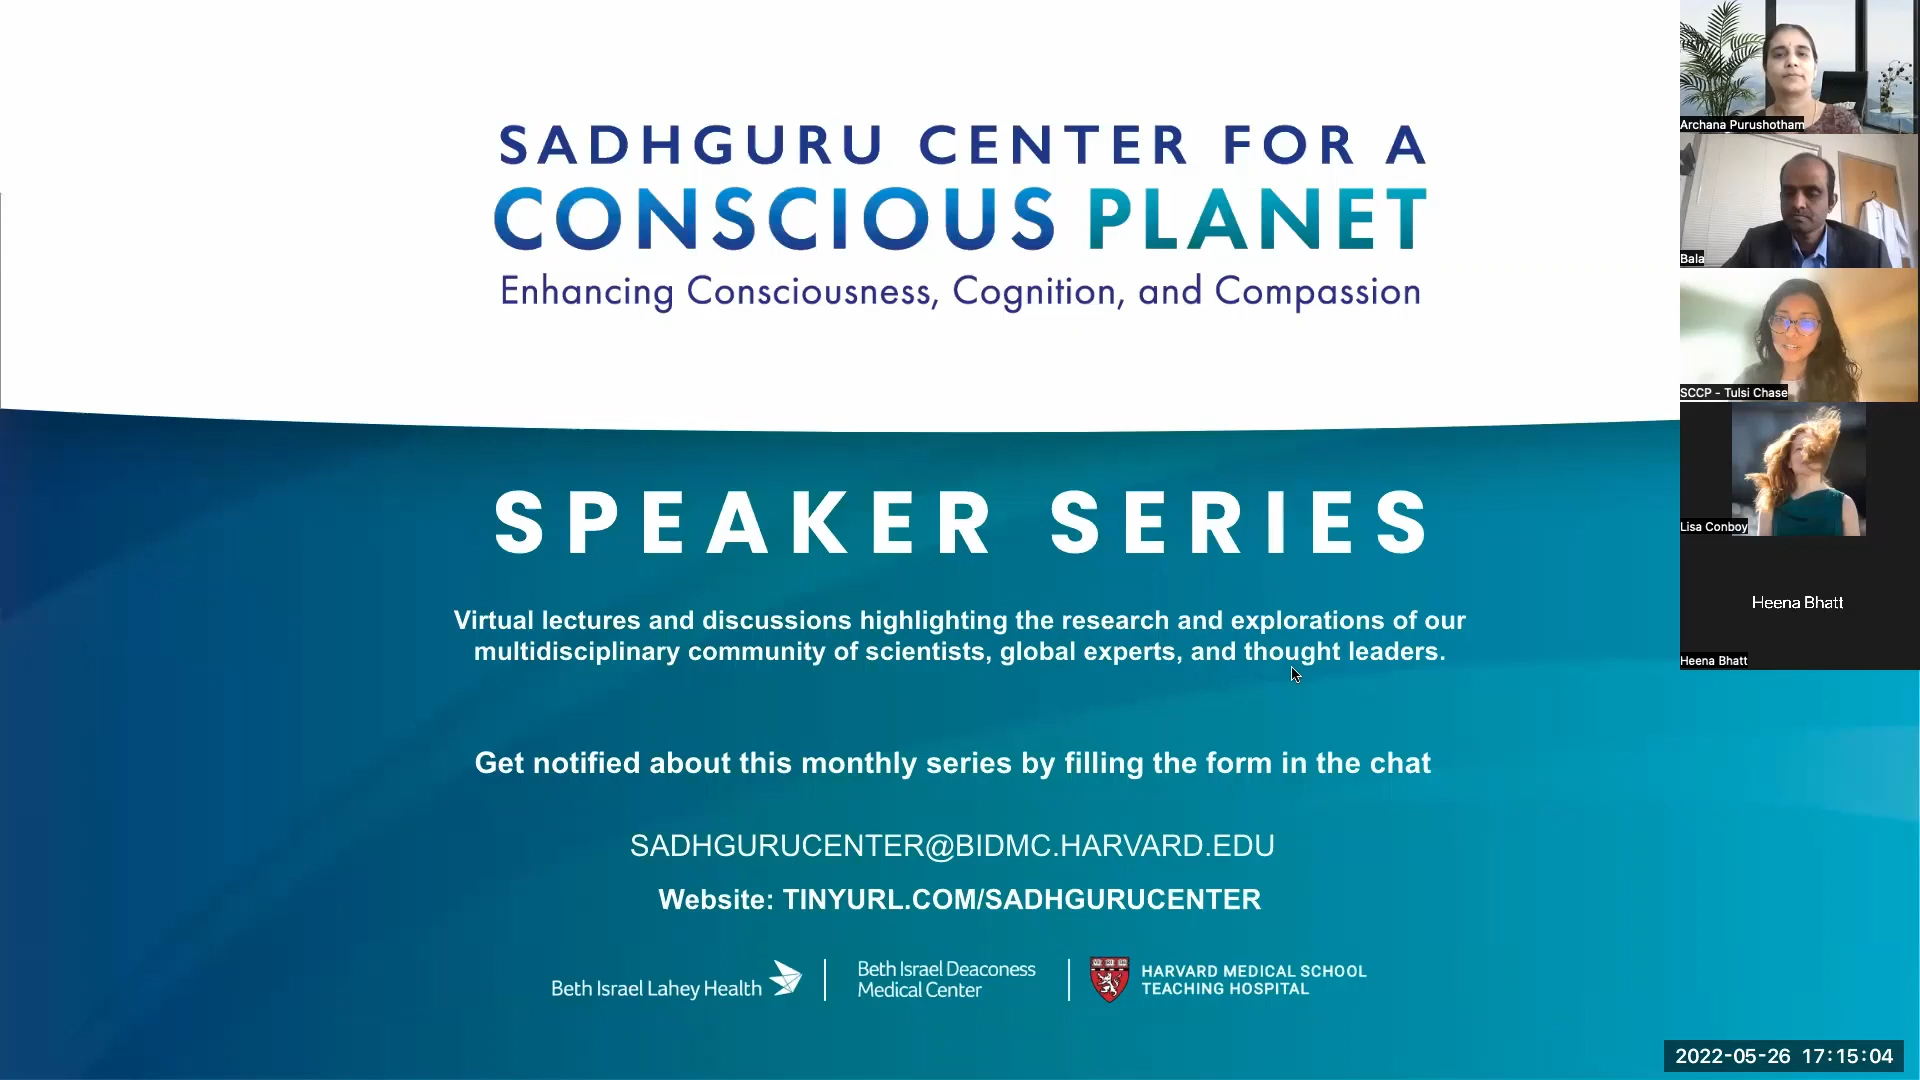 SADHGURU CENTER FOR A
CONSCIOUS PLANET
Enhancing Consciousness, Cognition, and Compassion
SPEAKER SERIES
Virtual lectures and discussions highlighting the research and explorations of our
multidisciplinary community of scientists, global experts, and thought leaders.
Get notified about this monthly series by filling the form in the chat
SADHGURUCENTER@BIDMC.HARVARD.EDU
Website: TINYURL.COM/SADHGURUCENTER
Beth Israel Lahey Health
Beth Israel Deaconess
Medical Center
HARVARD MEDICAL SCHOOL
TEACHING HOSPITAL
Archana Purushotham
Bala
SCCP - Tulsi Chase
Lisa Conboy
Heena Bhatt
Heena Bhatt
2022-05-26 17:15:04